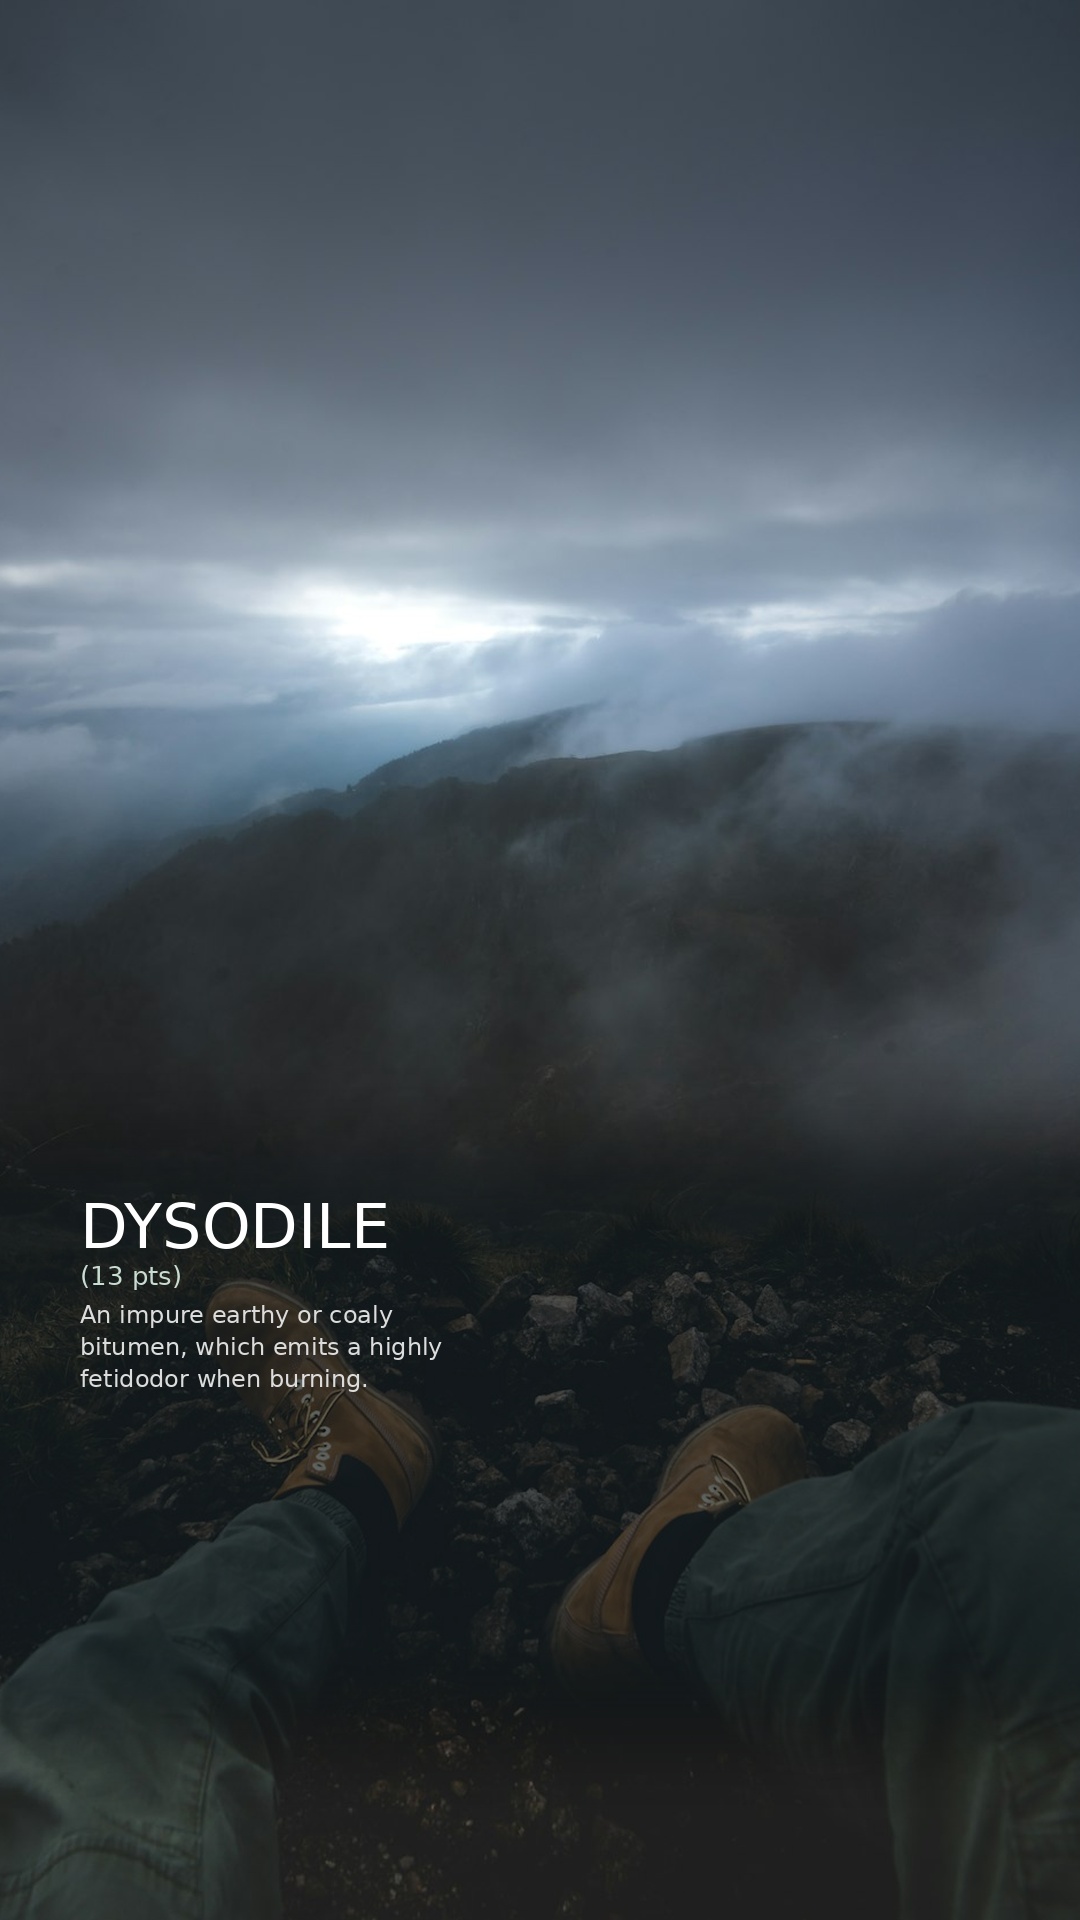 DYSODILE
(13 pts)
An impure earthy or coaly
bitumen, which emits a highly
fetidodor when burning.